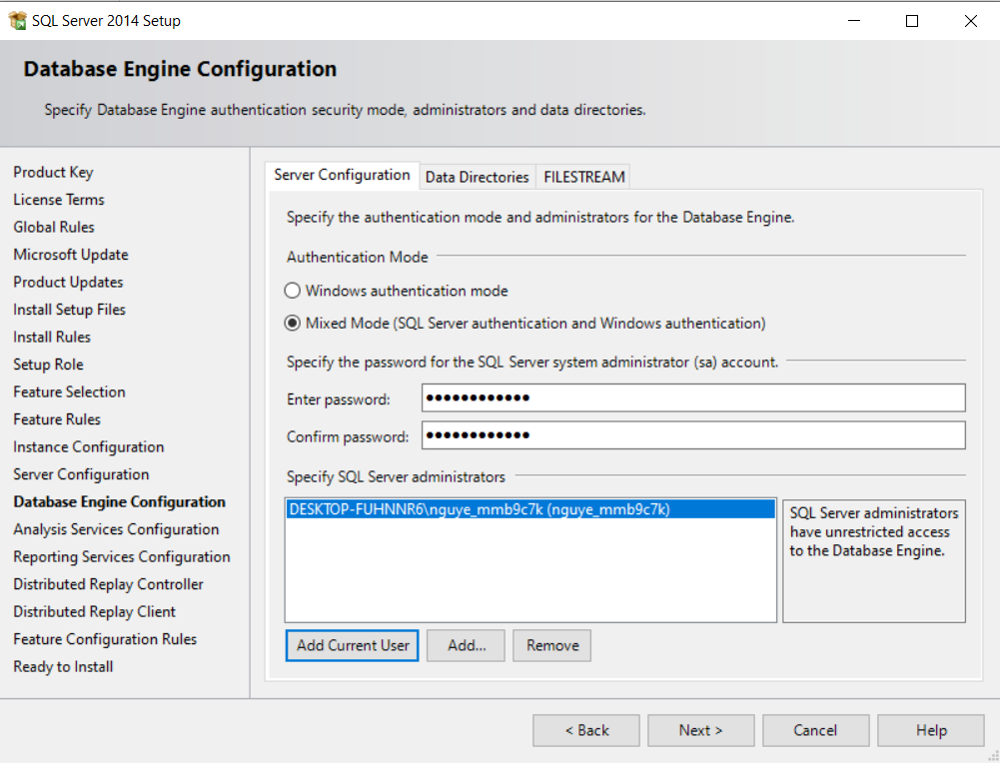 SQL Server 2014 Setup
Database Engine Configuration
Specify Database Engine authentication security mode, administrators and data directories.
Product Key
License Terms
Global Rules
Microsoft Update
Product Updates
Install Setup Files
Install Rules
Setup Role
Feature Selection
Feature Rules
Instance Configuration
Server Configuration
Database Engine Configuration
Analysis Services Configuration
Reporting Services Configuration
Distributed Replay Controller
Distributed Replay Client
Feature Configuration Rules
Ready to Install
Server Configuration Data Directories FILESTREAM
Specify the authentication mode and administrators for the Database Engine.
Authentication Mode
Windows authentication mode
Mixed Mode (SQL Server authentication and Windows authentication)
Specify the password for the SQL Server system administrator (sa) account.
Enter password: ●●●●●●●●●●●●
Confirm password: ●●●●●●●●●●●●
Specify SQL Server administrators
DESKTOP-FUHNNR6\nguye_mmb9c7k (nguye_mmb9c7k)
SQL Server administrators
have unrestricted access
to the Database Engine.
Add Current User Add... Remove
< Back Next > Cancel Help